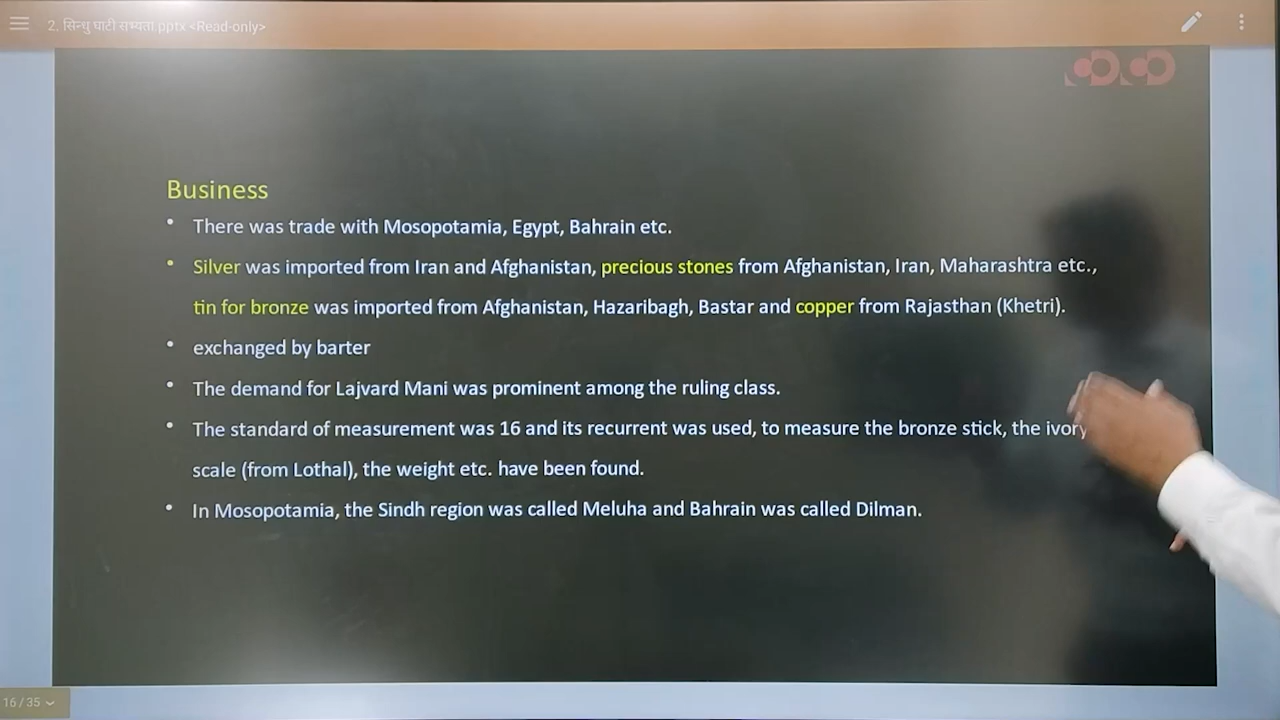 2. सिन्धु घाटी सभ्यता.pptx <Read-only>
Business
• There was trade with Mosopotamia, Egypt, Bahrain etc.
• Silver was imported from Iran and Afghanistan, precious stones from Afghanistan, Iran, Maharashtra etc.,
tin for bronze was imported from Afghanistan, Hazaribagh, Bastar and copper from Rajasthan (Khetri).
• exchanged by barter
• The demand for Lajvard Mani was prominent among the ruling class.
• The standard of measurement was 16 and its recurrent was used, to measure the bronze stick, the ivory
scale (from Lothal), the weight etc. have been found.
• In Mosopotamia, the Sindh region was called Meluha and Bahrain was called Dilman.
16 / 35